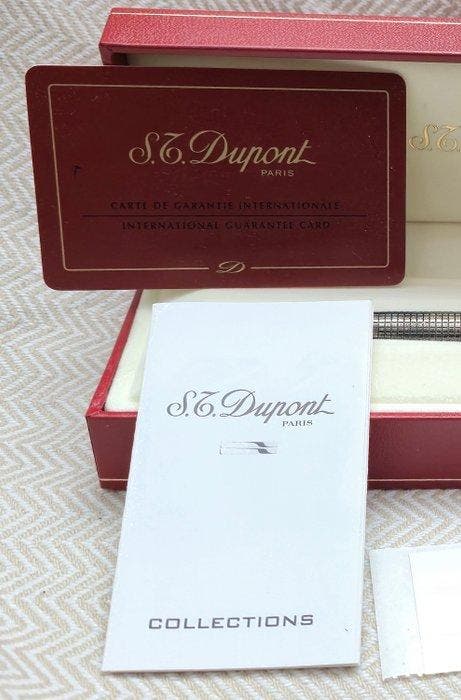 S.T. Dupont
PARIS
CARTE DE GARANTIE INTERNATIONALE
INTERNATIONAL GUARANTEE CARD
D
S.T.
S.T. Dupont
PARIS
COLLECTIONS